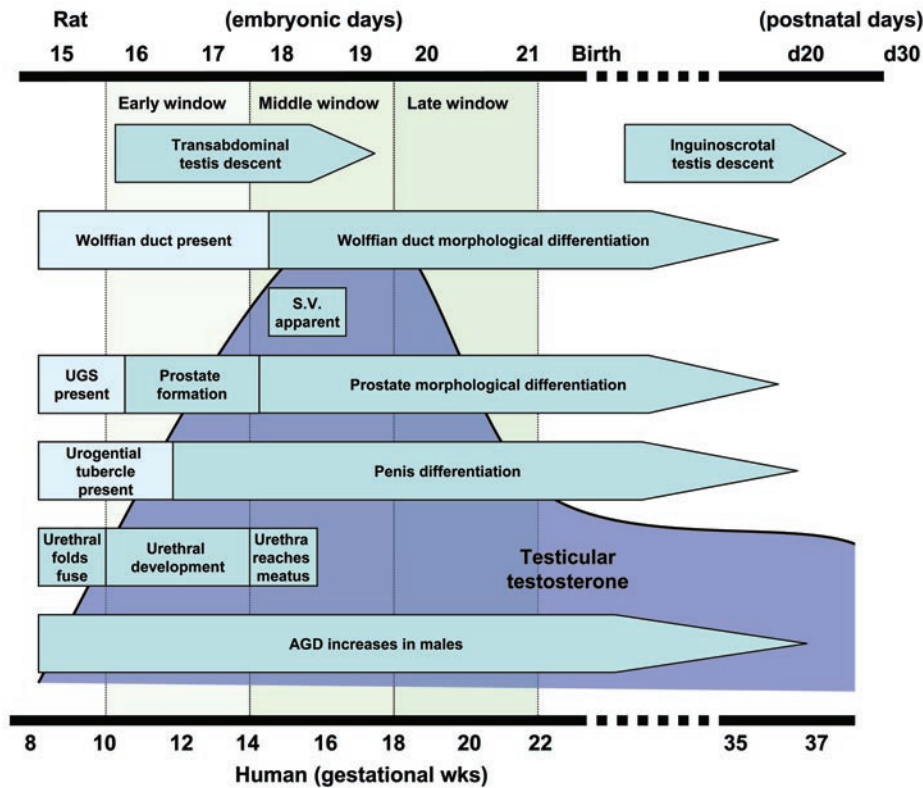 Rat (embryonic days) (postnatal days)
15 16 17 18 19 20 21 Birth d20 d30
Early window Middle window Late window
Transabdominal
testis descent
Inguinoscrotal
testis descent
Wolffian duct present
Wolffian duct morphological differentiation
S.V.
apparent
UGS
present
Prostate
formation
Prostate morphological differentiation
Urogential
tubercle
present
Penis differentiation
Urethral
folds
fuse
Urethral
development
Urethra
reaches
meatus
Testicular
testosterone
AGD increases in males
8 10 12 14 16 18 20 22 35 37
Human (gestational wks)